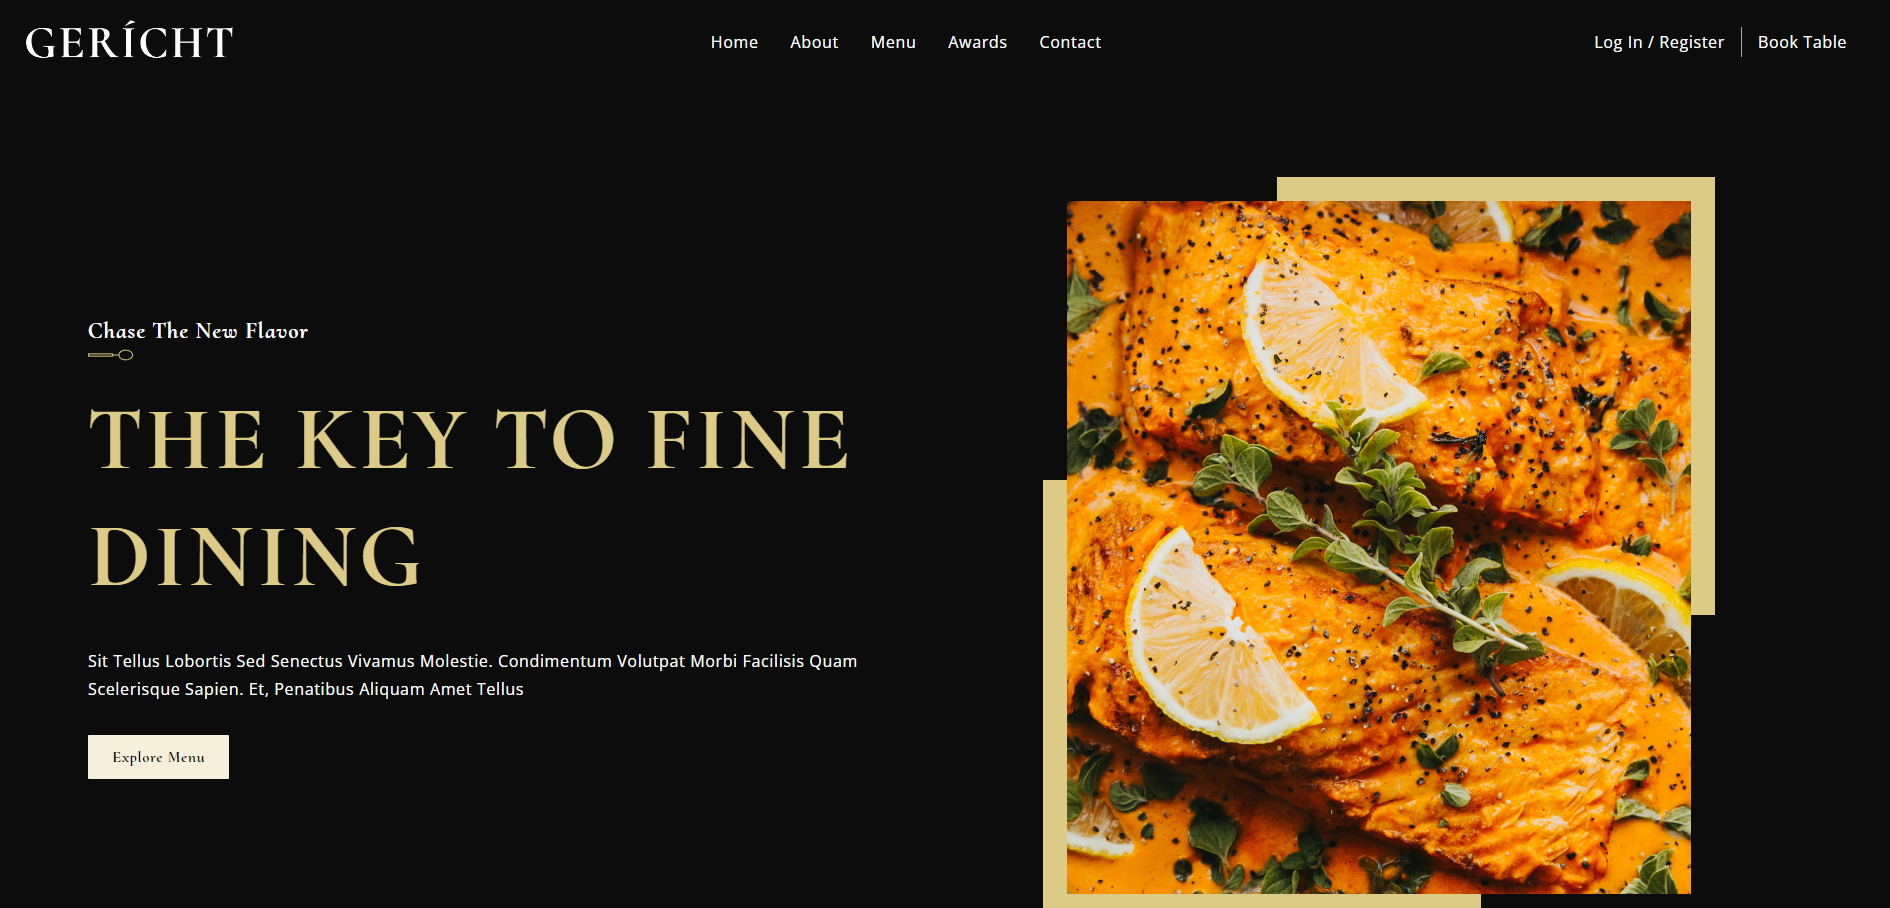 GERÍCHT
Home About Menu Awards Contact
Log In / Register Book Table
Chase The New Flavor
THE KEY TO FINE
DINING
Sit Tellus Lobortis Sed Senectus Vivamus Molestie. Condimentum Volutpat Morbi Facilisis Quam
Scelerisque Sapien. Et, Penatibus Aliquam Amet Tellus
Explore Menu